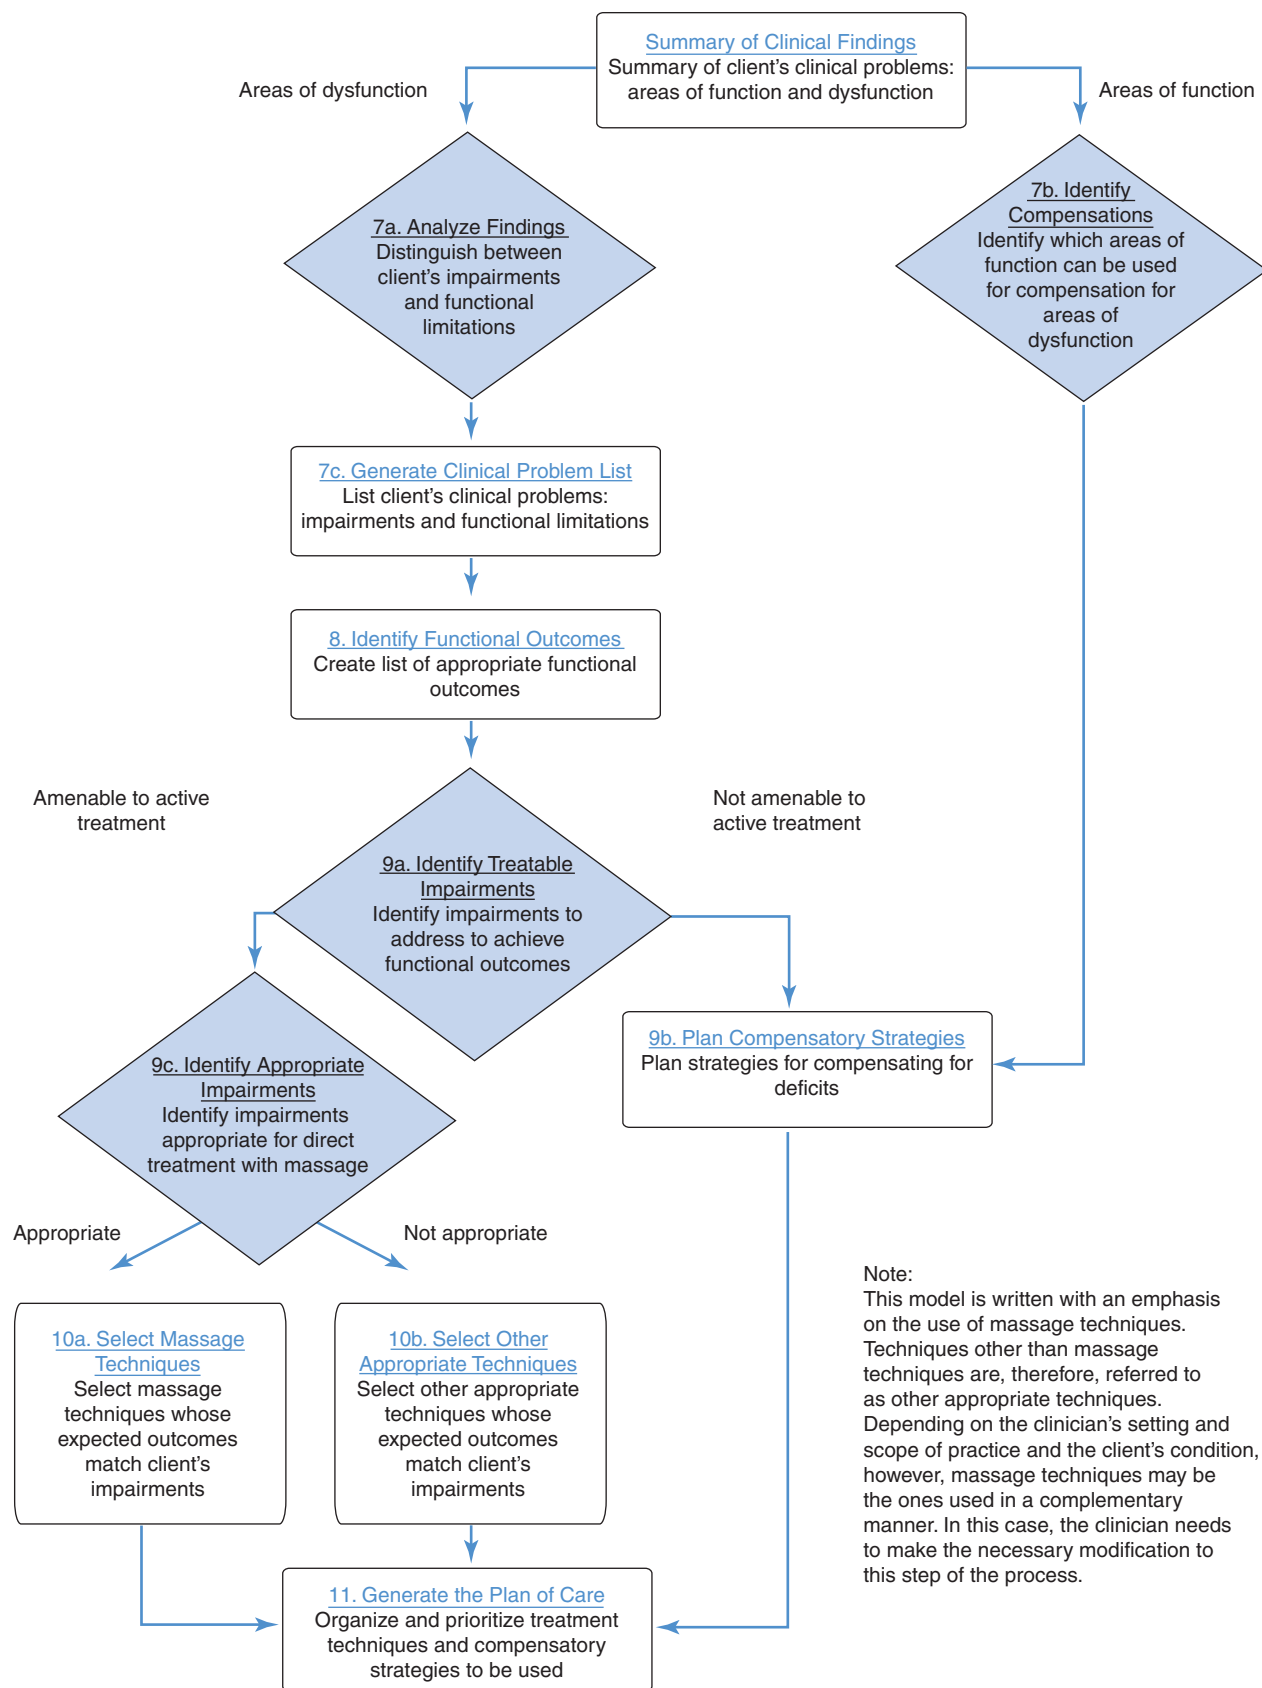 Summary of Clinical Findings
Summary of client's clinical problems:
areas of function and dysfunction
Areas of dysfunction
Areas of function
7a. Analyze Findings
Distinguish between
client's impairments
and functional
limitations
7b. Identify
Compensations
Identify which areas of
function can be used
for compensation for
areas of
dysfunction
7c. Generate Clinical Problem List
List client's clinical problems:
impairments and functional limitations
8. Identify Functional Outcomes
Create list of appropriate functional
outcomes
Amenable to active
treatment
Not amenable to
active treatment
9a. Identify Treatable
Impairments
Identify impairments to
address to achieve
functional outcomes
9b. Plan Compensatory Strategies
Plan strategies for compensating for
deficits
9c. Identify Appropriate
Impairments
Identify impairments
appropriate for direct
treatment with massage
Appropriate
Not appropriate
10a. Select Massage
Techniques
Select massage
techniques whose
expected outcomes
match client's
impairments
10b. Select Other
Appropriate Techniques
Select other appropriate
techniques whose
expected outcomes
match client's
impairments
Note:
This model is written with an emphasis
on the use of massage techniques.
Techniques other than massage
techniques are, therefore, referred to
as other appropriate techniques.
Depending on the clinician's setting and
scope of practice and the client's condition,
however, massage techniques may be
the ones used in a complementary
manner. In this case, the clinician needs
to make the necessary modification to
this step of the process.
11. Generate the Plan of Care
Organize and prioritize treatment
techniques and compensatory
strategies to be used